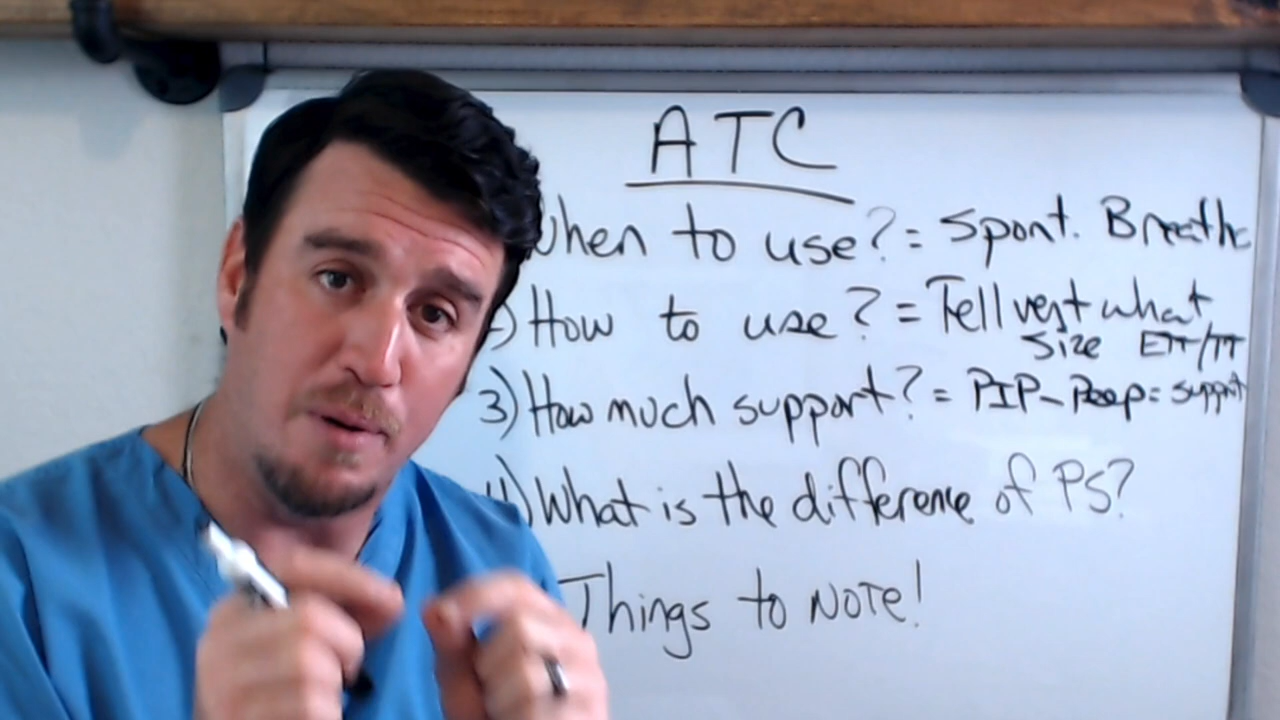 ATC
When to use? = Spont. Breathe
2) How to use? = Tell vent what
size ETT/TT
3) How much support? = PIP - Peep = support
4) What is the difference of PS?
Things to NOTE!